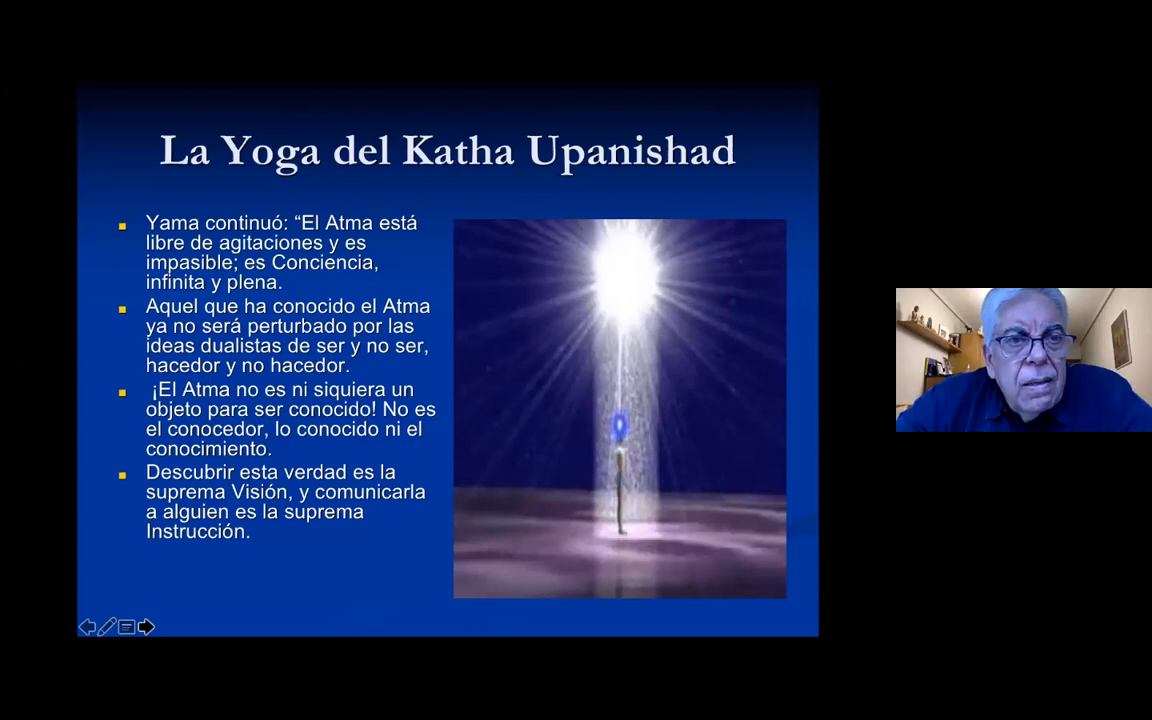 La Yoga del Katha Upanishad
Yama continuó: “El Atma está
libre de agitaciones y es
impasible; es Conciencia,
infinita y plena.
Aquel que ha conocido el Atma
ya no será perturbado por las
ideas dualistas de ser y no ser,
hacedor y no hacedor.
¡El Atma no es ni siquiera un
objeto para ser conocido! No es
el conocedor, lo conocido ni el
conocimiento.
Descubrir esta verdad es la
suprema Visión, y comunicarla
a alguien es la suprema
Instrucción.